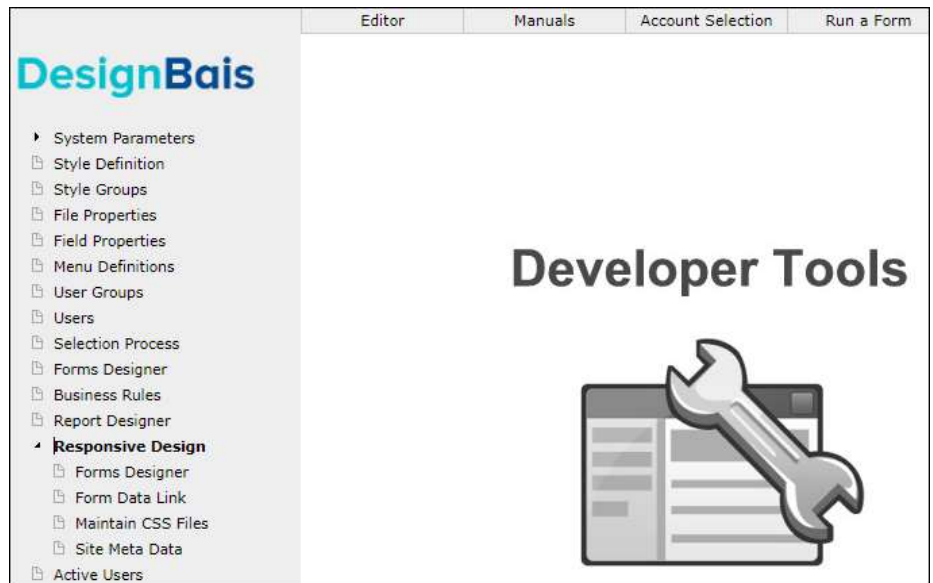 Editor Manuals Account Selection Run a Form
DesignBais
System Parameters
Style Definition
Style Groups
File Properties
Field Properties
Menu Definitions
User Groups
Users
Selection Process
Forms Designer
Business Rules
Report Designer
Responsive Design
Forms Designer
Form Data Link
Maintain CSS Files
Site Meta Data
Active Users
Developer Tools